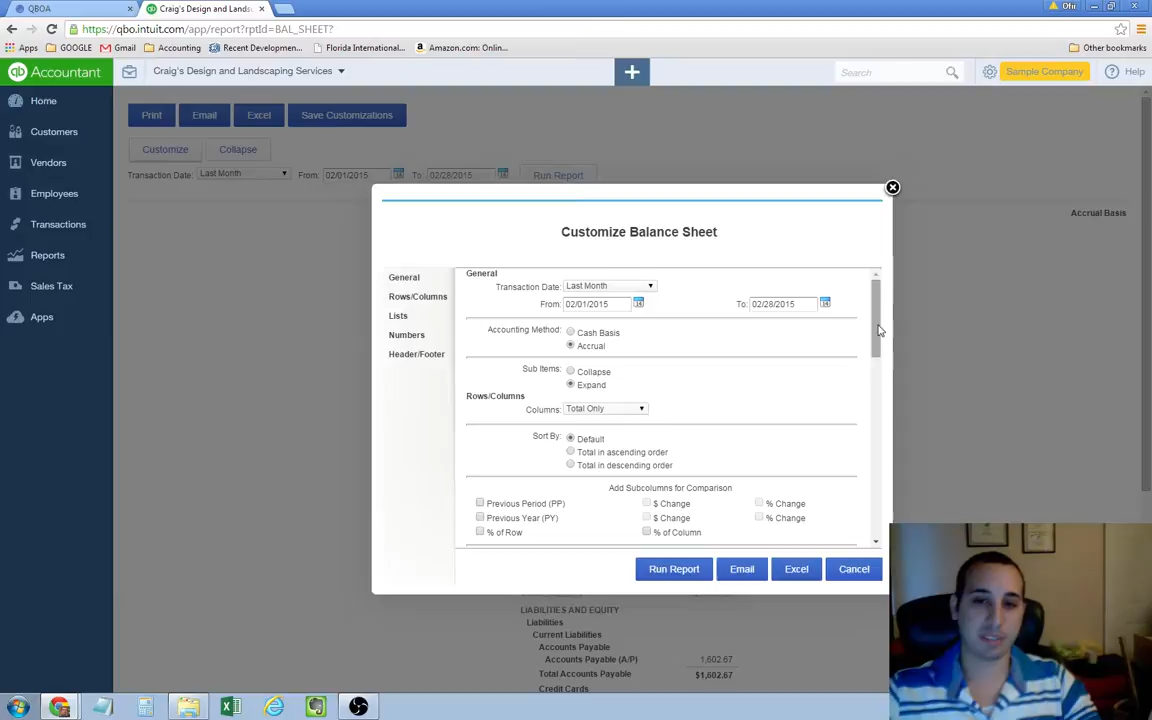 QBOA
Craig's Design and Lands
Ofii
https://qbo.intuit.com/app/report?rptId=BAL_SHEET?
Apps
GOOGLE
Gmail
Accounting
Recent Developmen...
Florida International...
Amazon.com: Onlin...
Other bookmarks
qb Accountant
Craig's Design and Landscaping Services
+
Search
Sample Company
? Help
Home
Customers
Vendors
Employees
Transactions
Reports
Sales Tax
Apps
Print
Email
Excel
Save Customizations
Customize
Collapse
Transaction Date: Last Month From: 02/01/2015 To: 02/28/2015 Run Report
Accrual Basis
Customize Balance Sheet
General
Rows/Columns
Lists
Numbers
Header/Footer
General
Transaction Date: Last Month
From: 02/01/2015 To: 02/28/2015
Accounting Method: Cash Basis
Accrual
Sub Items: Collapse
Expand
Rows/Columns
Columns: Total Only
Sort By: Default
Total in ascending order
Total in descending order
Add Subcolumns for Comparison
Previous Period (PP) $ Change % Change
Previous Year (PY) $ Change % Change
% of Row % of Column
Run Report
Email
Excel
Cancel
LIABILITIES AND EQUITY
Liabilities
Current Liabilities
Accounts Payable
Accounts Payable (A/P) 1,602.67
Total Accounts Payable $1,602.67
Credit Cards